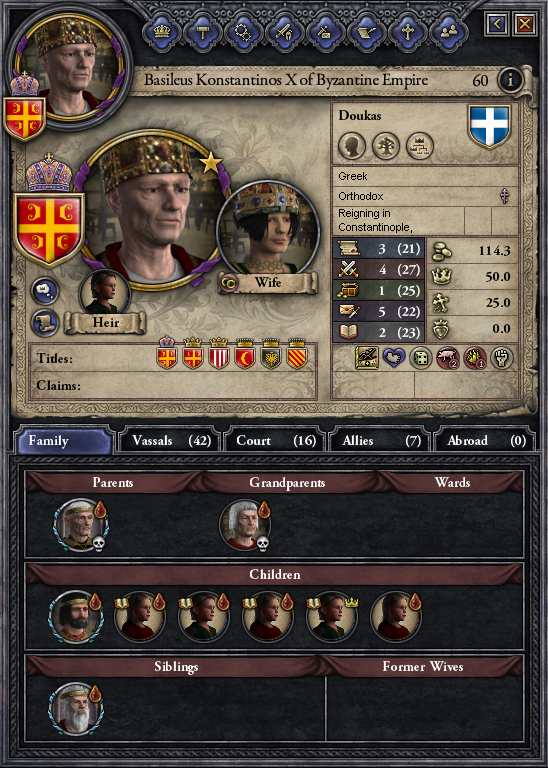 Basileus Konstantinos X of Byzantine Empire 60
Doukas
Greek
Orthodox
Reigning in
Constantinople,
3 (21)
4 (27)
1 (25)
5 (22)
2 (23)
114.3
50.0
25.0
0.0
Wife
Heir
Titles:
Claims:
2
1
Family
Vassals (42)
Court (16)
Allies (7)
Abroad (0)
Parents
Grandparents
Wards
Children
Siblings
Former Wives